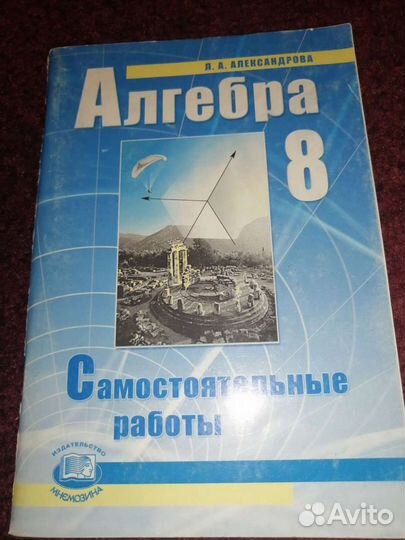 Л. А. АЛЕКСАНДРОВА
Алгебра
8
Самостоятельные
работы
ИЗДАТЕЛЬСТВО
МНЕМОЗИНА
Avito